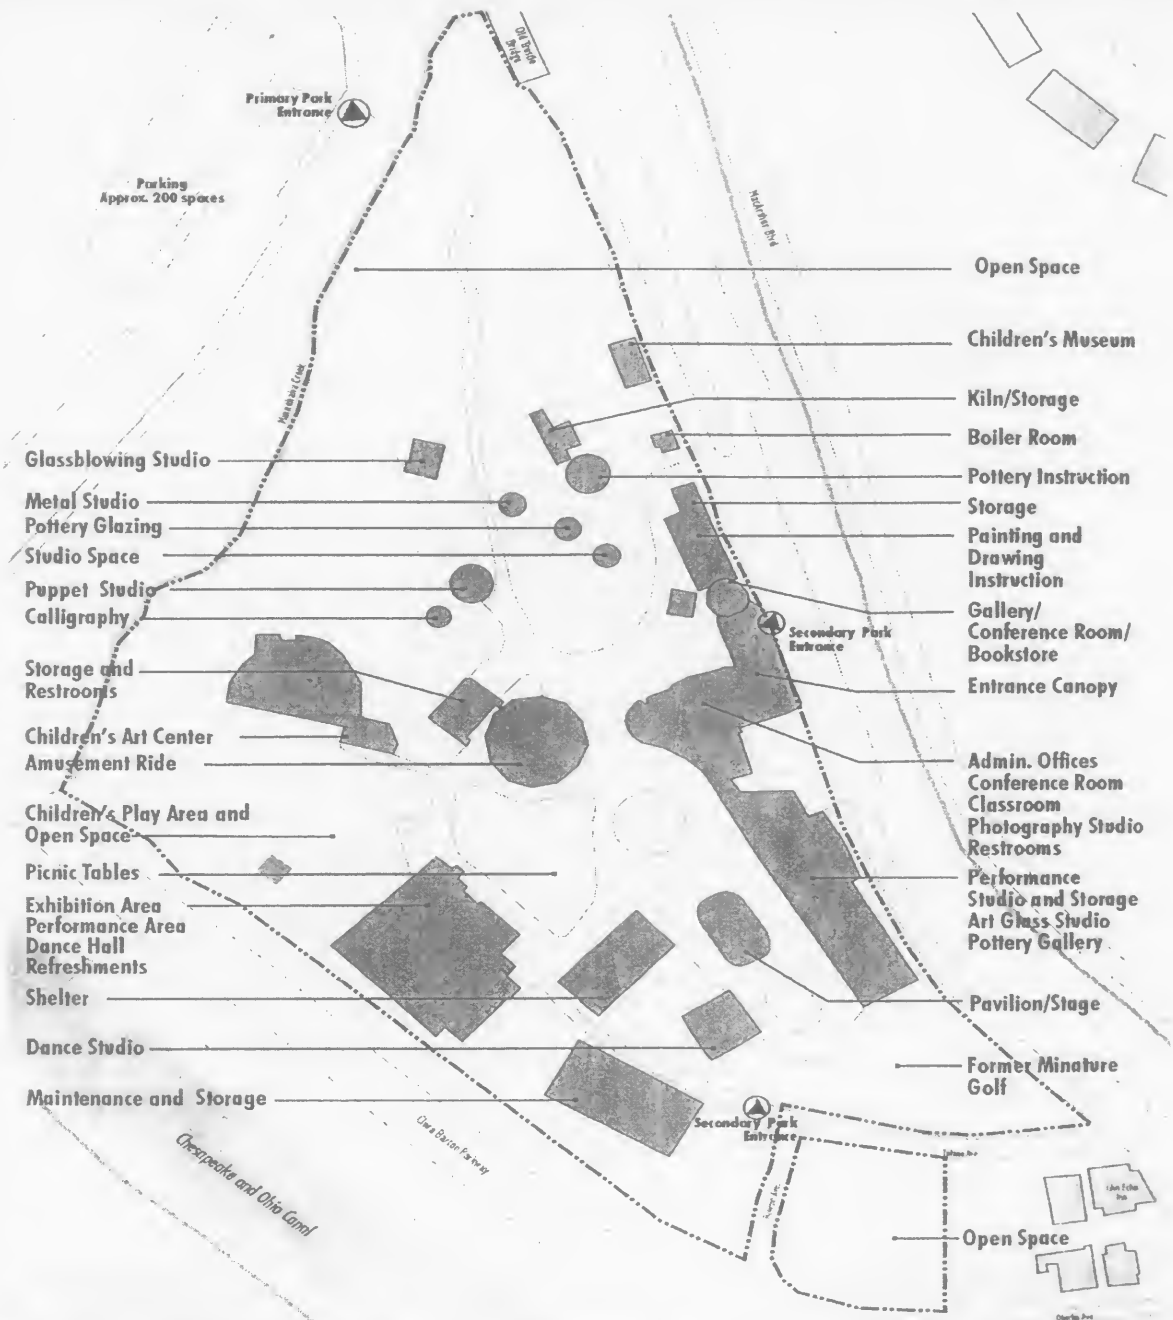 Old Trolley
Bridge
Primary Park
Entrance
Parking
Approx. 200 spaces
MacArthur Blvd
Minnehaha Creek
Open Space
Children's Museum
Kiln/Storage
Boiler Room
Pottery Instruction
Storage
Painting and
Drawing
Instruction
Gallery/
Conference Room/
Bookstore
Secondary Park
Entrance
Entrance Canopy
Admin. Offices
Conference Room
Classroom
Photography Studio
Restrooms
Performance
Studio and Storage
Art Glass Studio
Pottery Gallery
Pavilion/Stage
Former Minature
Golf
Open Space
Glassblowing Studio
Metal Studio
Pottery Glazing
Studio Space
Puppet Studio
Calligraphy
Storage and
Restrooms
Children's Art Center
Amusement Ride
Children's Play Area and
Open Space
Picnic Tables
Exhibition Area
Performance Area
Dance Hall
Refreshments
Shelter
Dance Studio
Maintenance and Storage
Secondary Park
Entrance
Clara Barton Parkway
Chesapeake and Ohio Canal
Glen Echo
Inn